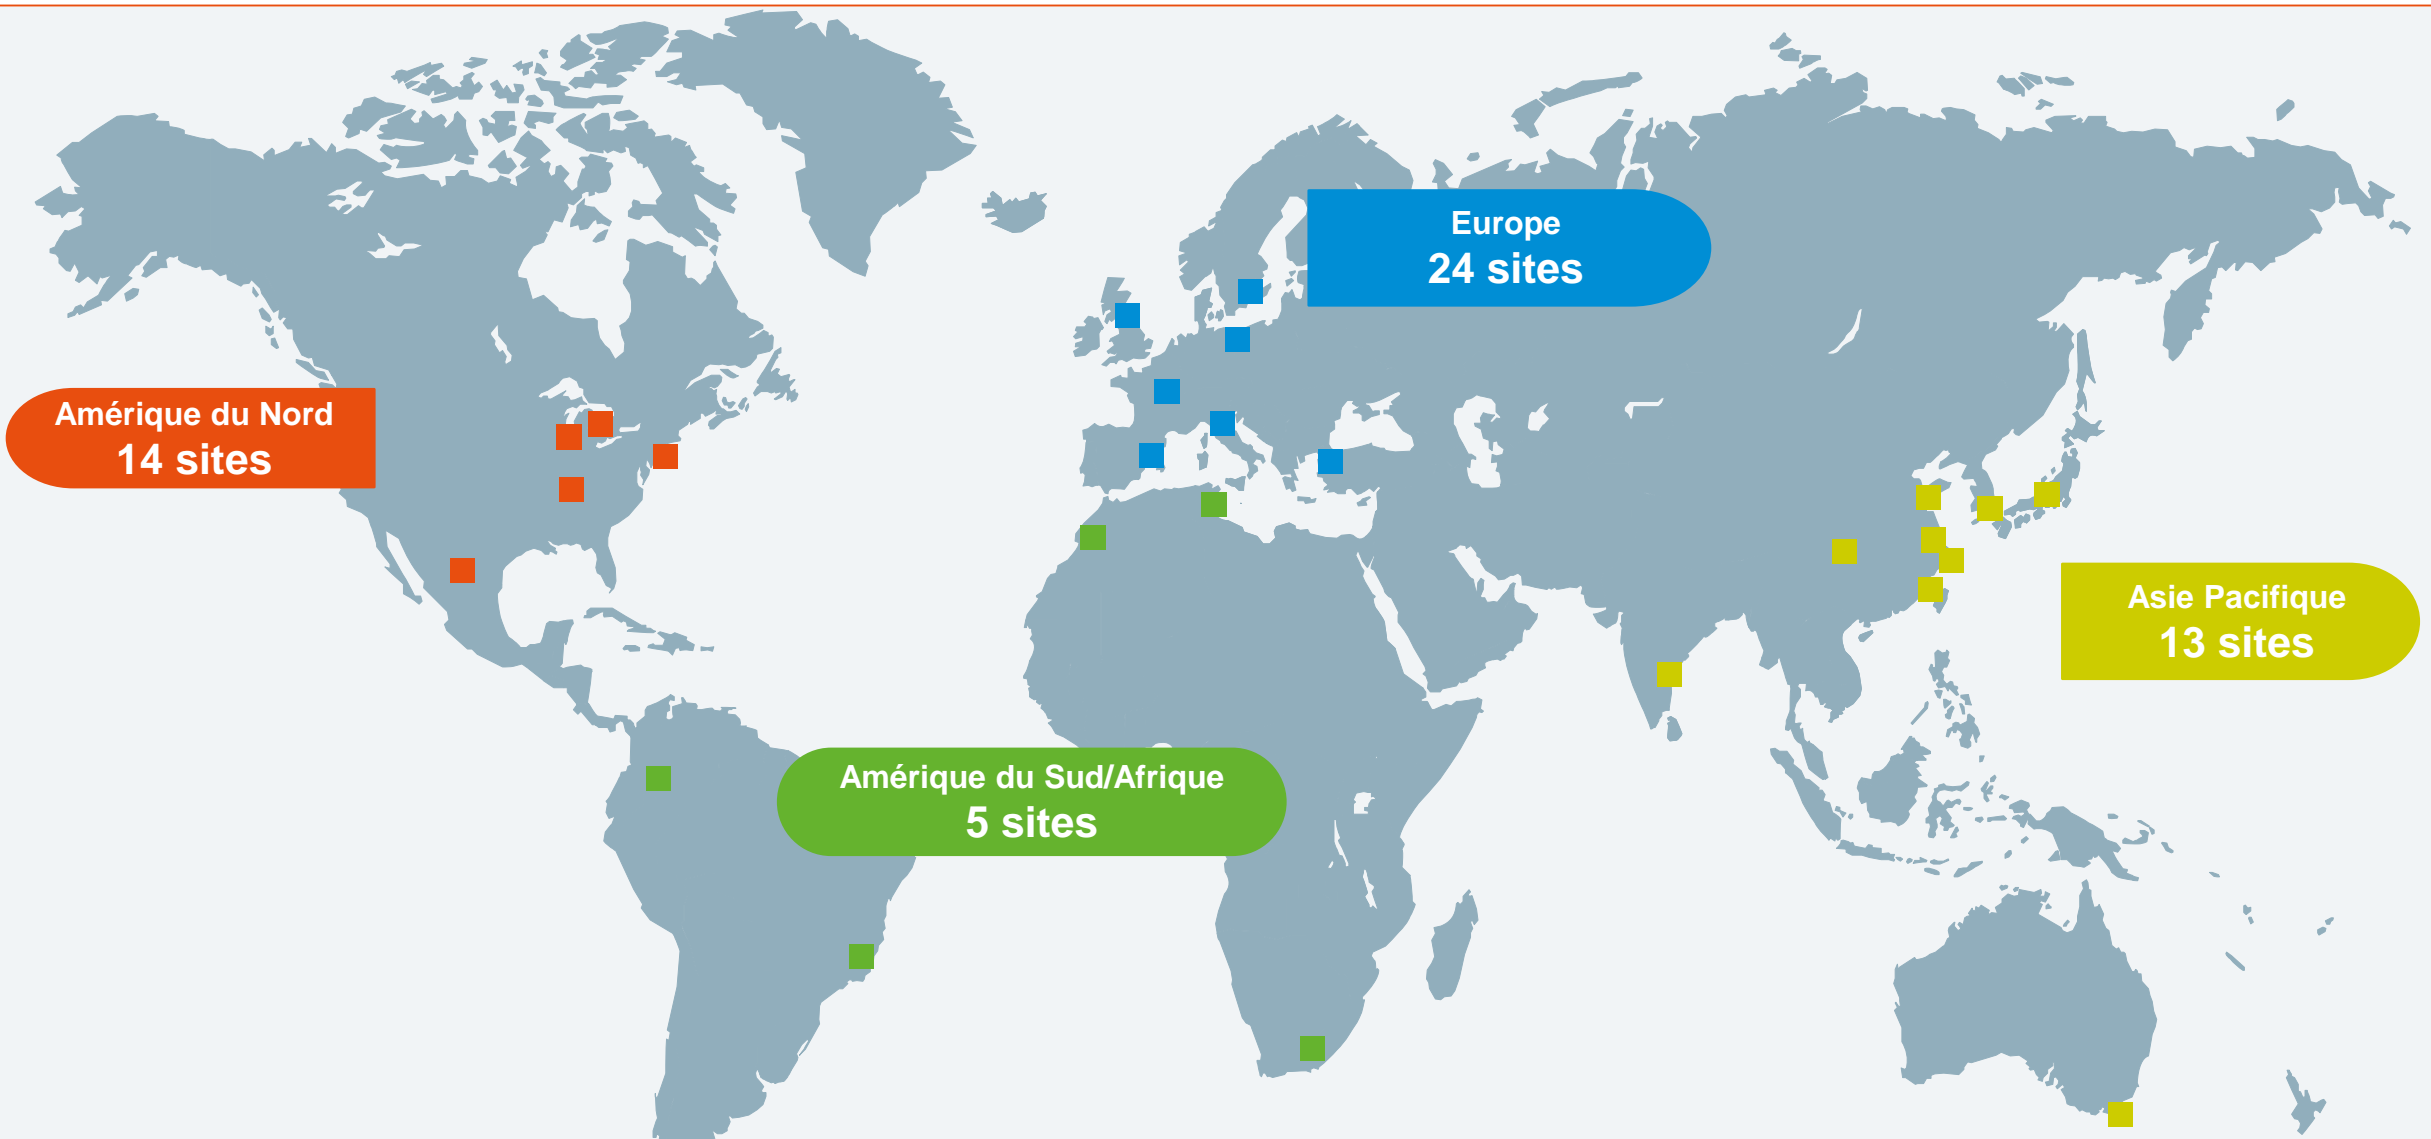 Europe
24 sites
Amérique du Nord
14 sites
Asie Pacifique
13 sites
Amérique du Sud/Afrique
5 sites